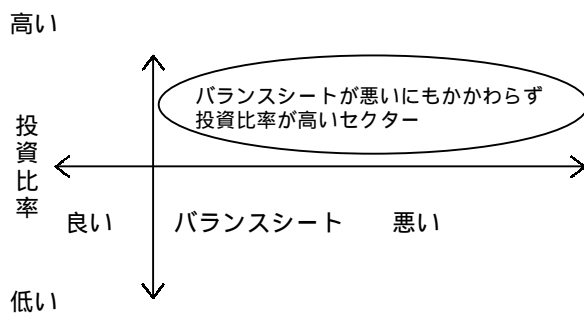 高い
バランスシートが悪いにもかかわらず
投資比率が高いセクター
投資比率
良い バランスシート 悪い
低い